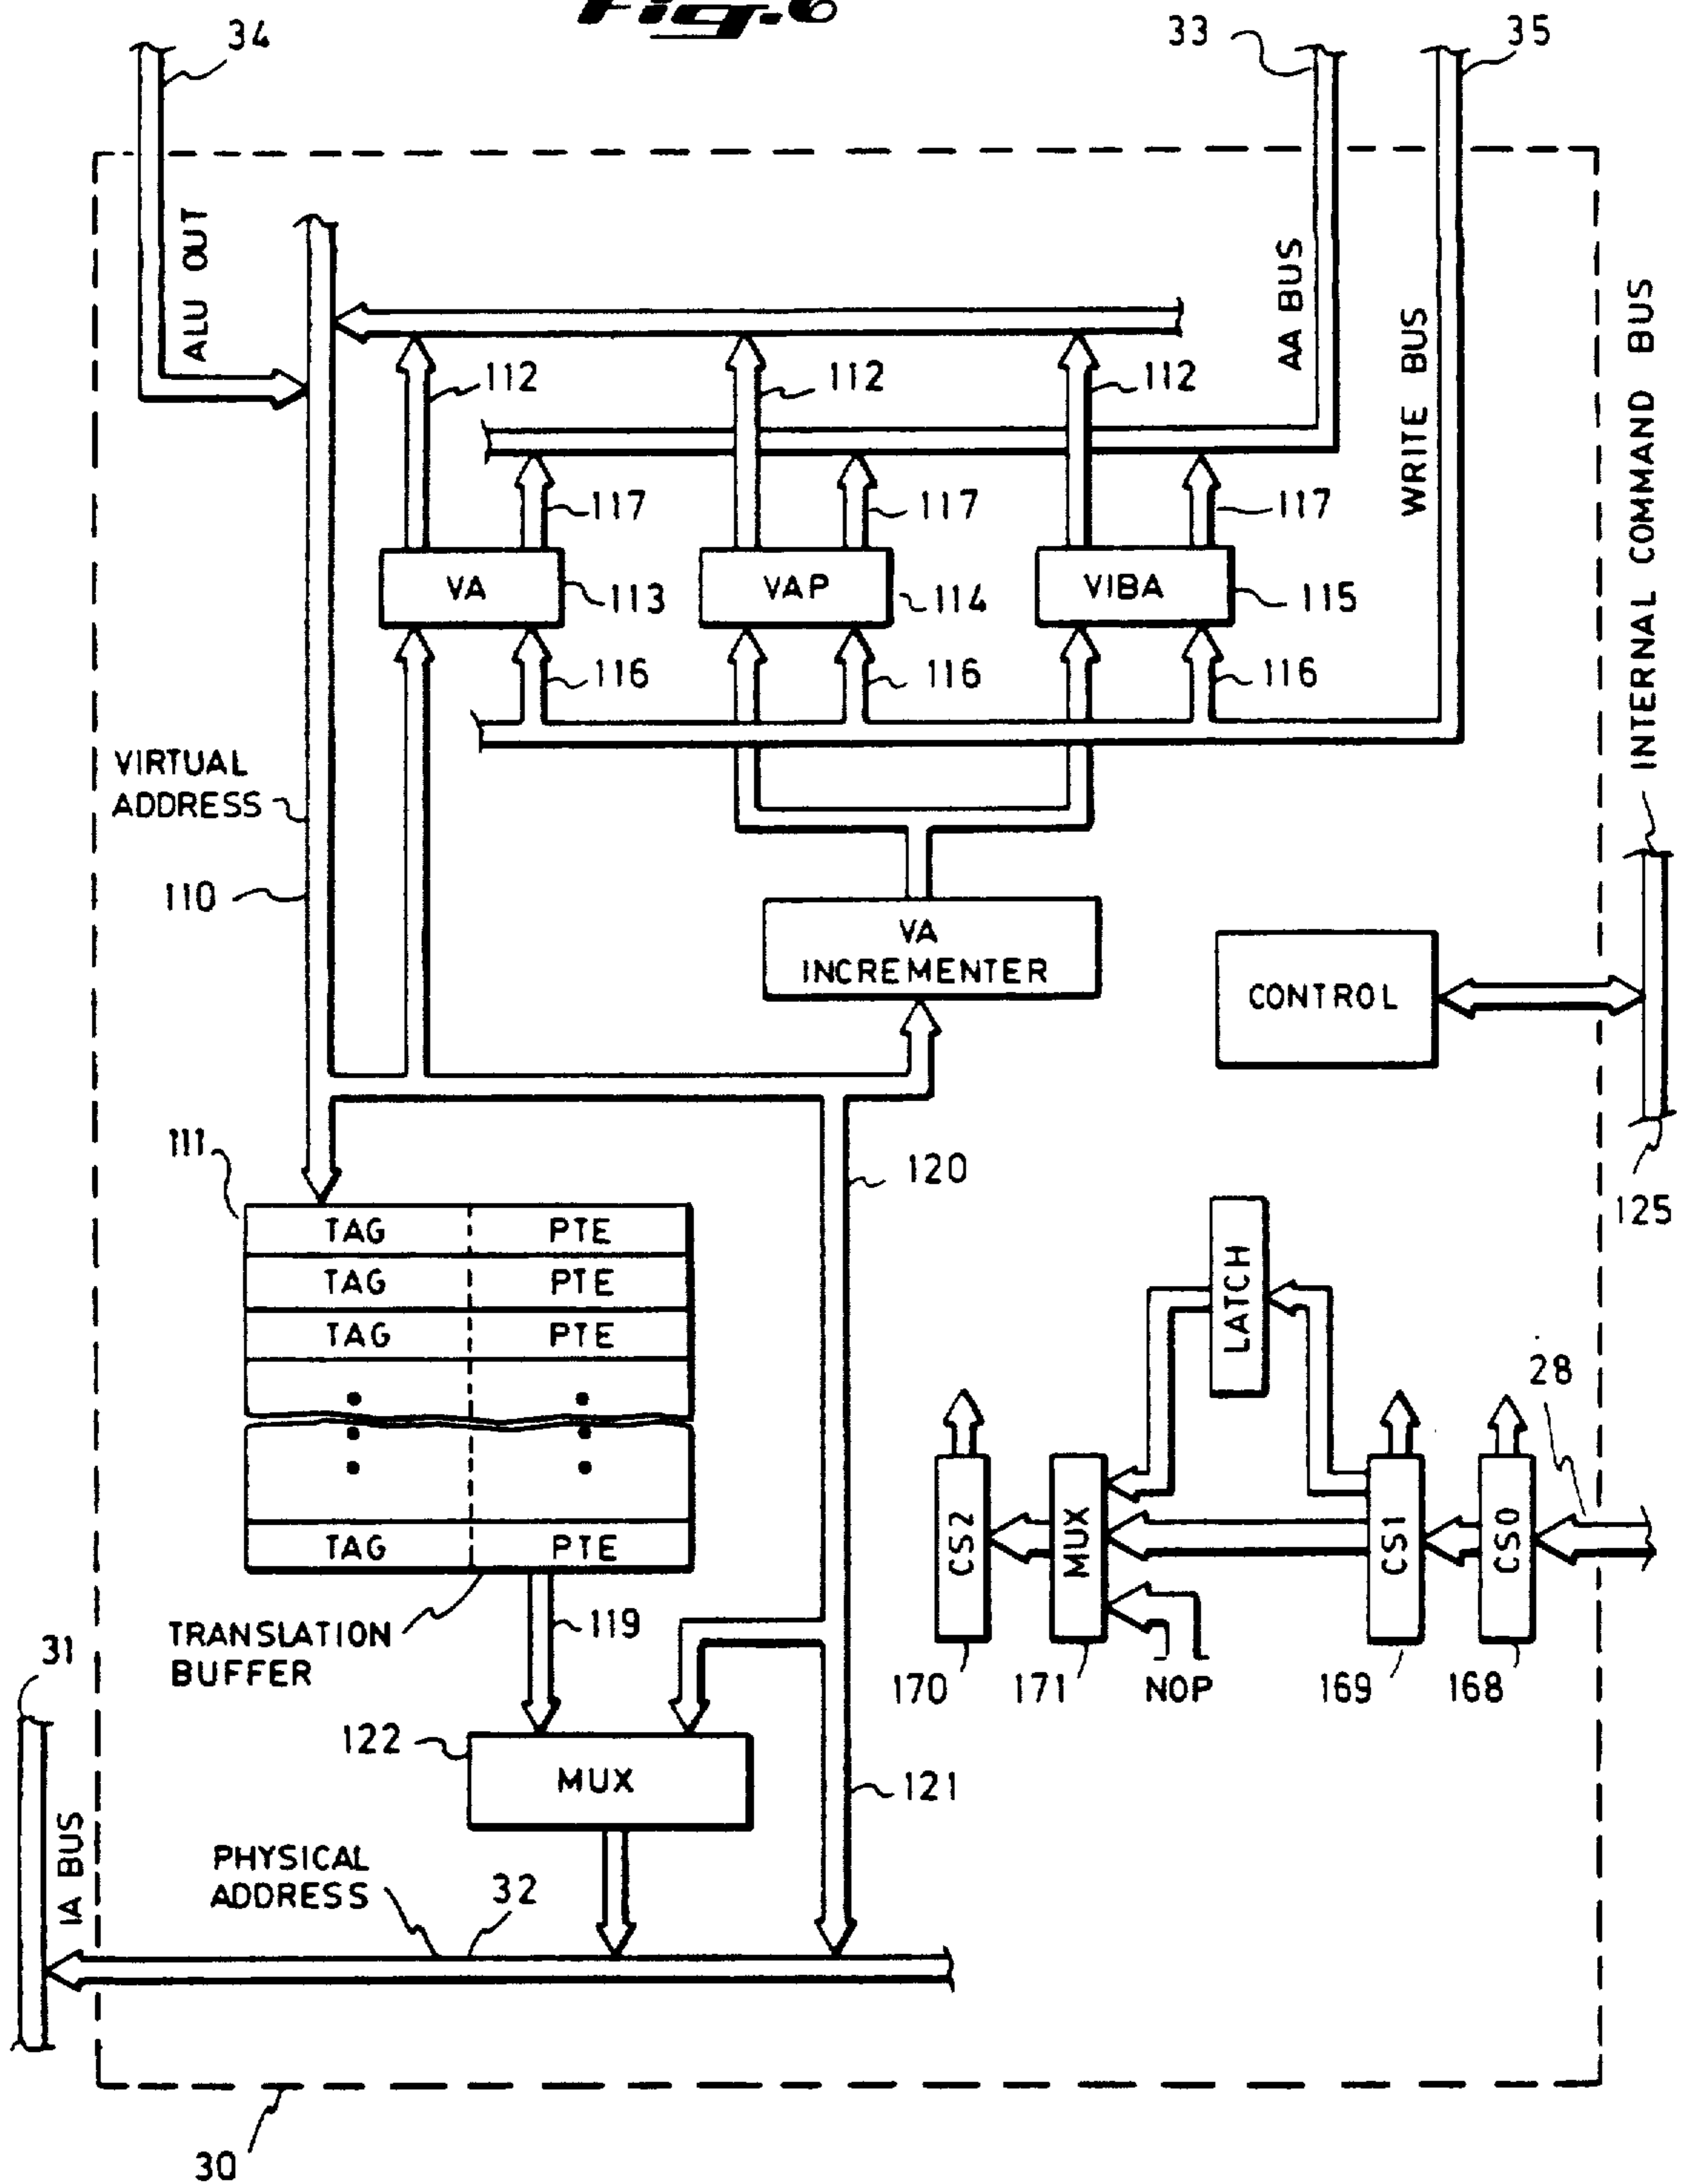 Fig. 6
34
33
35
ALU OUT
AA BUS
WRITE BUS
INTERNAL COMMAND BUS
112
112
112
117
117
117
VA
113
VAP
114
VIBA
115
116
116
116
VIRTUAL
ADDRESS
110
VA
INCREMENTER
CONTROL
125
111
120
TAG PTE
TAG PTE
TAG PTE
TAG PTE
LATCH
28
CS2
MUX
CS1
CS0
170
171
NOP
169
168
TRANSLATION
BUFFER
119
31
122
MUX
121
IA BUS
PHYSICAL
ADDRESS
32
30